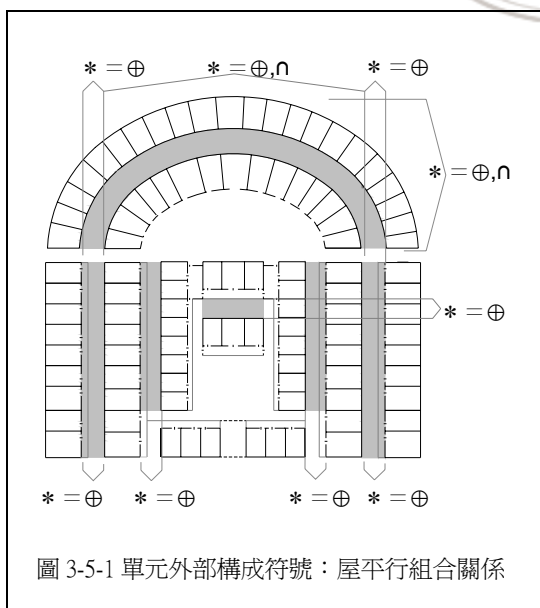 * = ⊕ * = ⊕,∩ * = ⊕
* = ⊕,∩
* = ⊕
* = ⊕ * = ⊕ * = ⊕ * = ⊕
圖 3-5-1 單元外部構成符號：屋平行組合關係